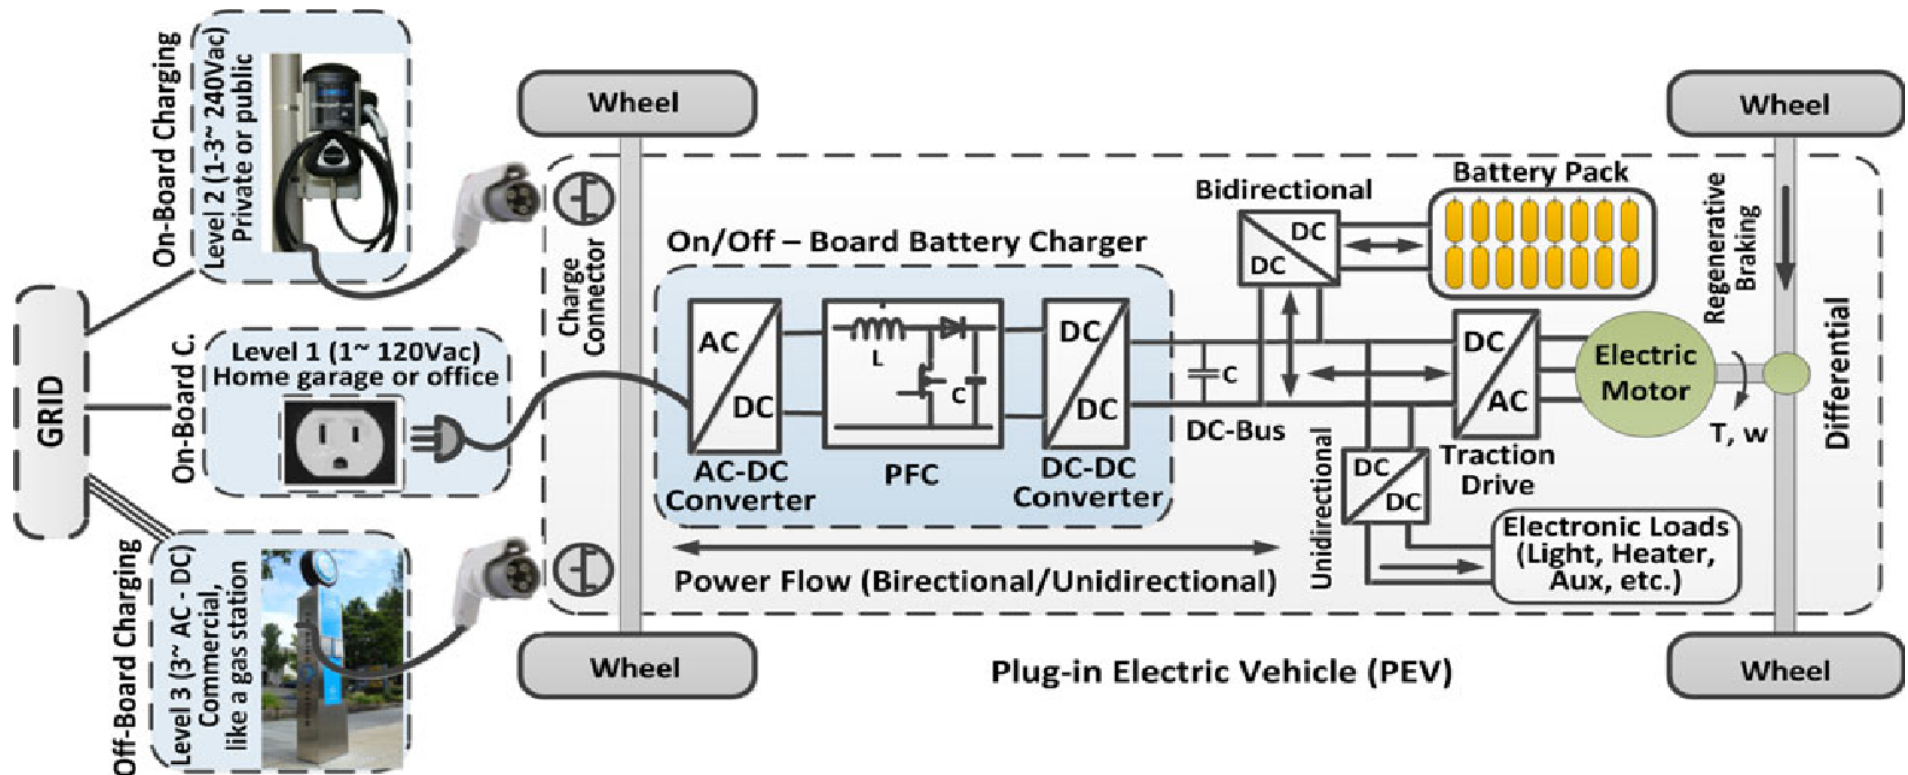 GRID
On-Board Charging
Level 2 (1-3~ 240Vac)
Private or public
On-Board C.
Level 1 (1~ 120Vac)
Home garage or office
Off-Board Charging
Level 3 (3~ AC - DC)
Commercial,
like a gas station
Wheel
Wheel
Charge
Connector
On/Off – Board Battery Charger
AC
DC
AC-DC
Converter
L
C
PFC
DC
DC
DC-DC
Converter
Power Flow (Birectional/Unidirectional)
C
DC-Bus
Bidirectional
DC
DC
Battery Pack
DC
AC
Traction
Drive
Electric
Motor
Unidirectional
DC
DC
Electronic Loads
(Light, Heater,
Aux, etc.)
Regenerative
Braking
T, w
Differential
Wheel
Wheel
Plug-in Electric Vehicle (PEV)